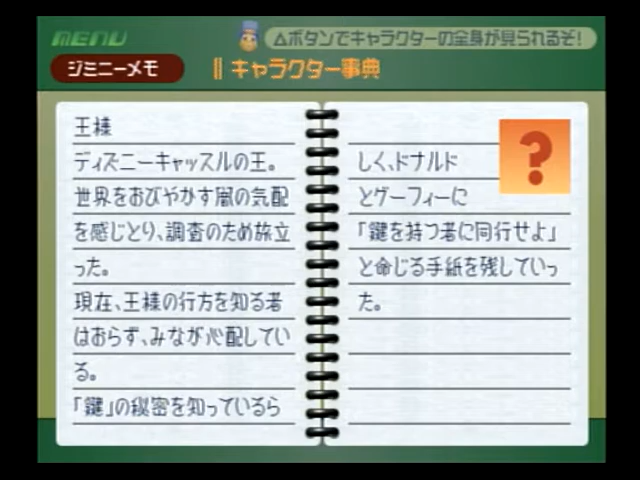 MENU
△ボタンでキャラクターの全身が見られるぞ!
ジミニーメモ
キャラクター事典
王様
ディズニーキャッスルの王。
世界をおびやかす闇の気配
を感じとり、調査のため旅立
った。
現在、王様の行方を知る者
はおらず、みなが心配してい
る。
「鍵」の秘密を知っているら
しく、ドナルド
とグーフィーに
「鍵を持つ者に同行せよ」
と命じる手紙を残していっ
た。
?